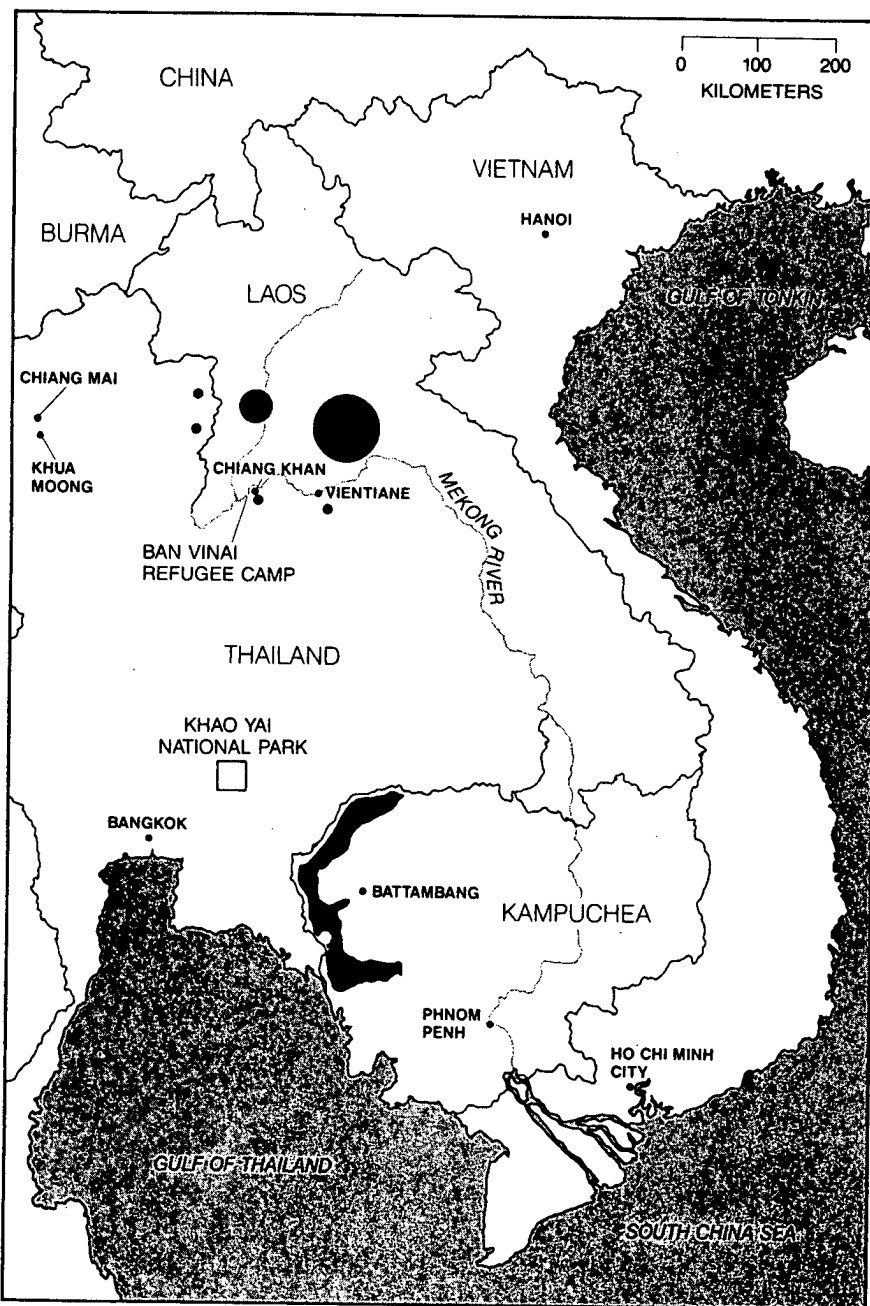 CHINA
0 100 200
KILOMETERS
VIETNAM
HANOI
BURMA
LAOS
GULF OF TONKIN
CHIANG MAI
KHUA
MOONG
CHIANG KHAN
VIENTIANE
BAN VINAI
REFUGEE CAMP
MEKONG RIVER
THAILAND
KHAO YAI
NATIONAL PARK
BANGKOK
BATTAMBANG
KAMPUCHEA
PHNOM
PENH
HO CHI MINH
CITY
GULF OF THAILAND
SOUTH CHINA SEA